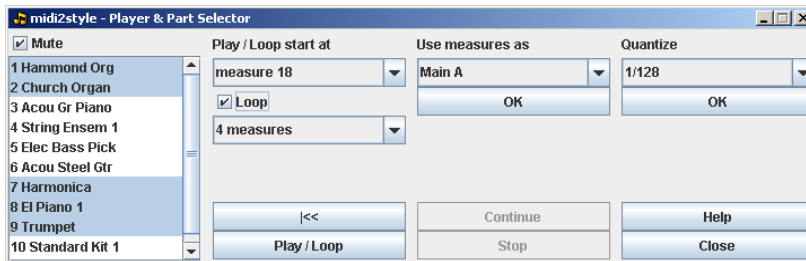 midi2style - Player & Part Selector
Mute
1 Hammond Org
2 Church Organ
3 Acou Gr Piano
4 String Ensem 1
5 Elec Bass Pick
6 Acou Steel Gtr
7 Harmonica
8 El Piano 1
9 Trumpet
10 Standard Kit 1
Play / Loop start at
measure 18
Loop
4 measures
|<<
Play / Loop
Use measures as
Main A
OK
Continue
Stop
Quantize
1/128
OK
Help
Close